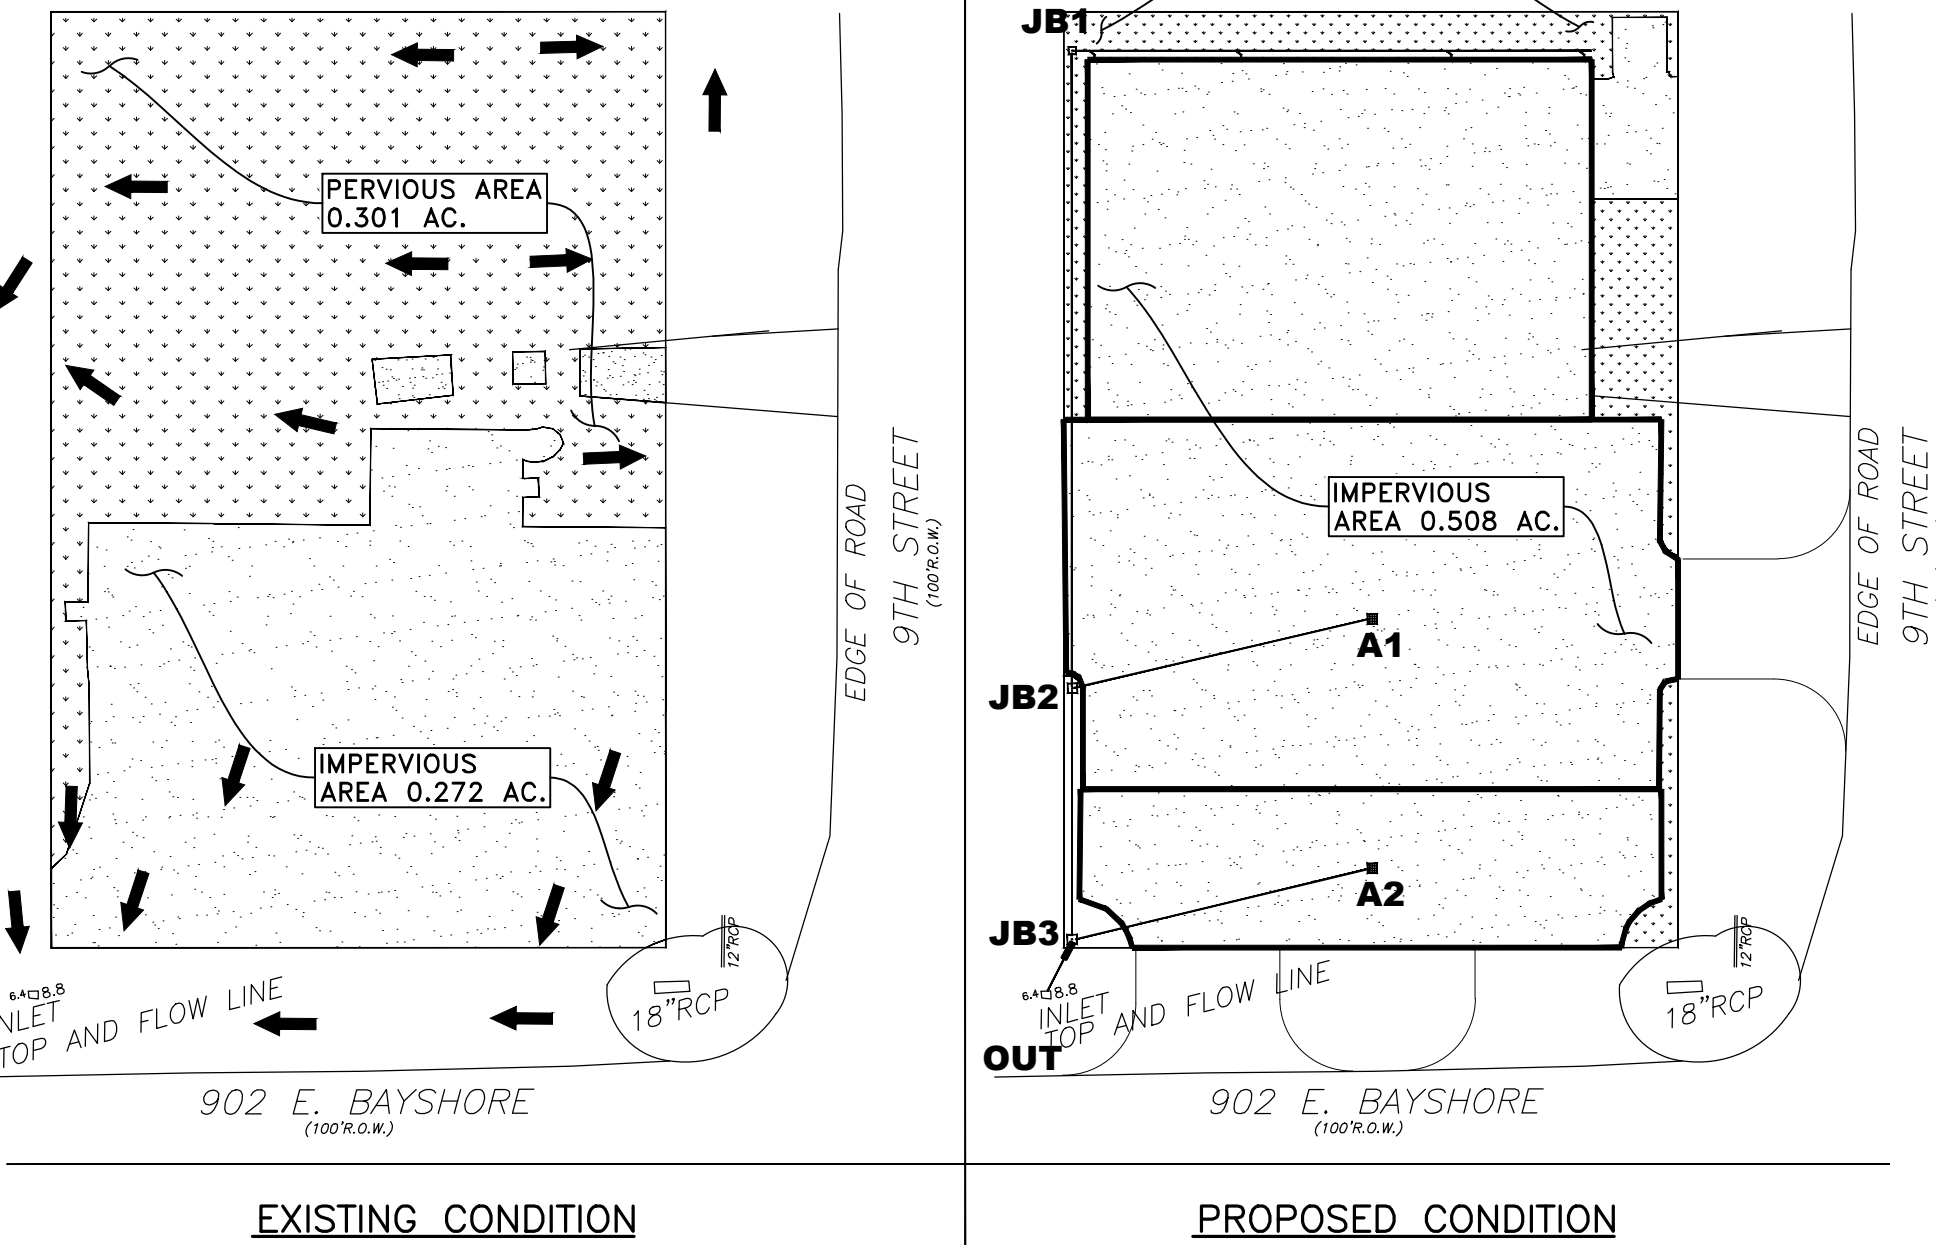 PERVIOUS AREA
0.301 AC.
IMPERVIOUS
AREA 0.272 AC.
EDGE OF ROAD
9TH STREET
(100'R.O.W.)
12"RCP
18"RCP
6.4 8.8
NLET
TOP AND FLOW LINE
902 E. BAYSHORE
(100'R.O.W.)
EXISTING CONDITION
JB1
IMPERVIOUS
AREA 0.508 AC.
A1
JB2
A2
JB3
EDGE OF ROAD
9TH STREET
12"RCP
18"RCP
6.4 8.8
INLET
TOP AND FLOW LINE
OUT
902 E. BAYSHORE
(100'R.O.W.)
PROPOSED CONDITION